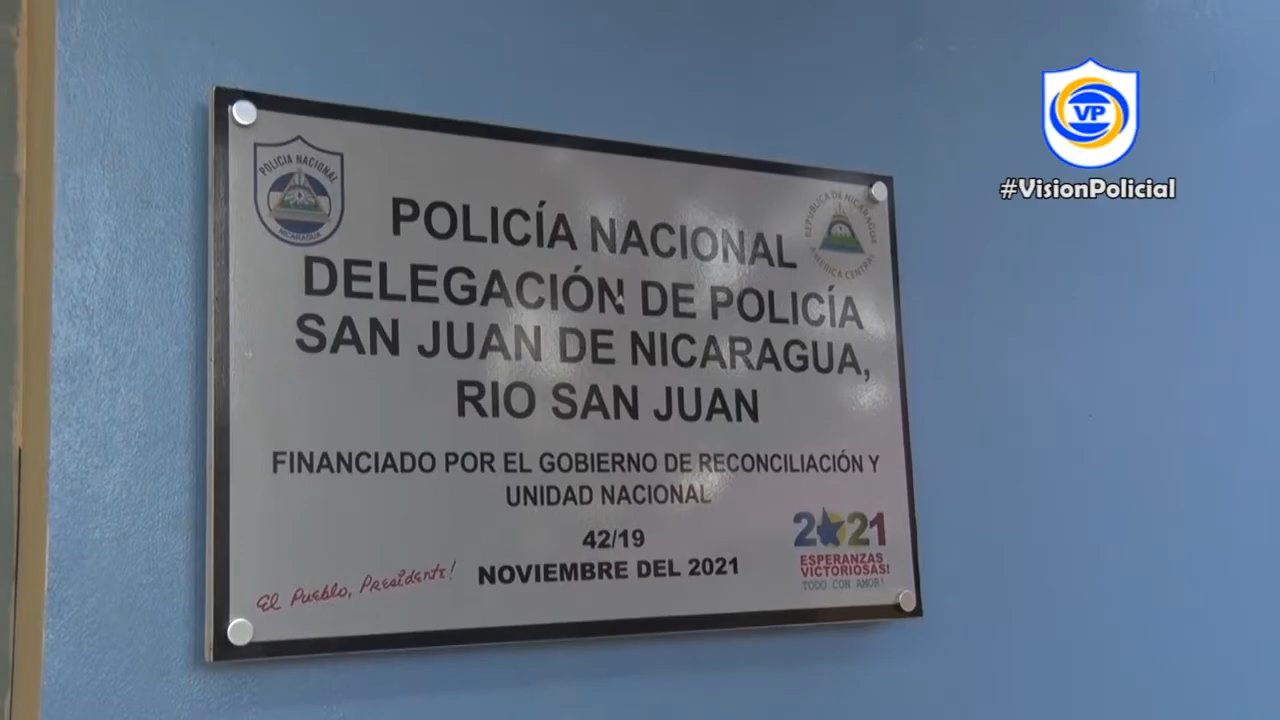 VP
#VisionPolicial
POLICIA NACIONAL
NICARAGUA
REPUBLICA DE NICARAGUA
AMERICA CENTRAL
POLICÍA NACIONAL
DELEGACIÓN DE POLICÍA
SAN JUAN DE NICARAGUA,
RIO SAN JUAN
FINANCIADO POR EL GOBIERNO DE RECONCILIACIÓN Y
UNIDAD NACIONAL
42/19
NOVIEMBRE DEL 2021
El Pueblo, Presidente!
2021
ESPERANZAS
VICTORIOSAS!
TODO CON AMOR!